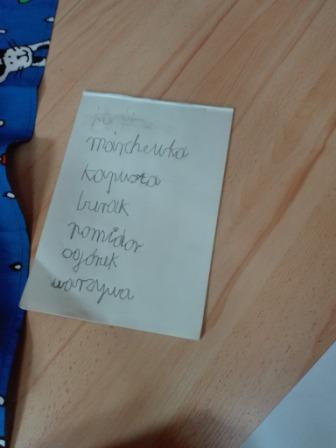 marchewka
kapusta
burak
pomidor
ogórek
warzywa